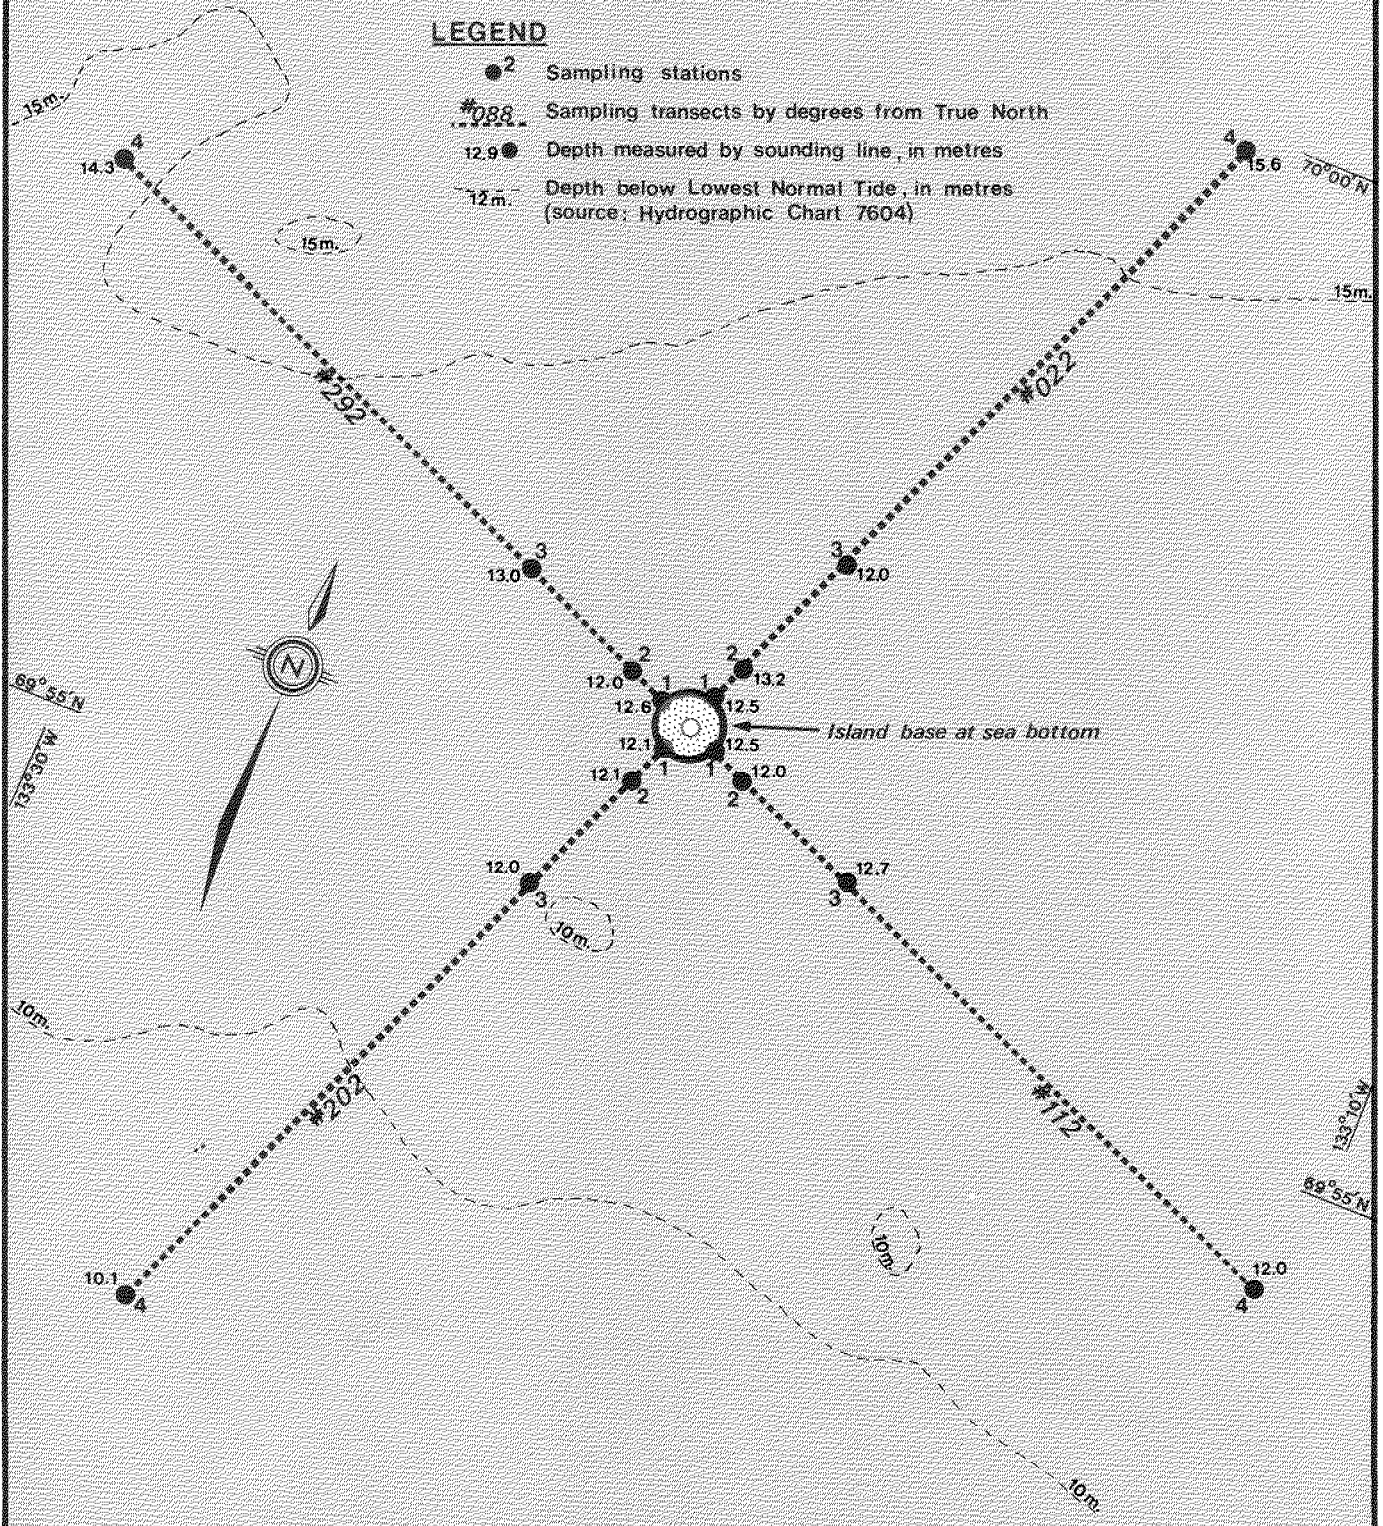 LEGEND
2
Sampling stations
#088
Sampling transects by degrees from True North
12.9
Depth measured by sounding line, in metres
12m.
Depth below Lowest Normal Tide, in metres
(source: Hydrographic Chart 7604)
15m.
4
14.3
4
15.6
70°00'N
15m.
15m.
#292
#022
3
13.0
3
12.0
N
2
12.0
2
13.2
1
12.6
1
12.5
Island base at sea bottom
12.1
1
12.5
1
12.1
2
12.0
2
69°55'N
133°30'W
12.0
3
12.7
3
10m.
10m.
#202
#112
133°10'W
69°55'N
10m.
10.1
4
12.0
4
10m.